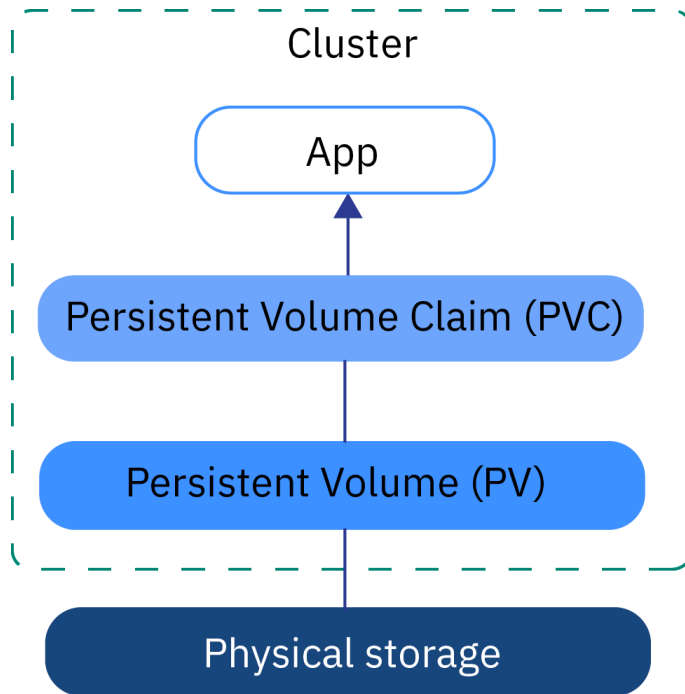 Cluster
App
Persistent Volume Claim (PVC)
Persistent Volume (PV)
Physical storage